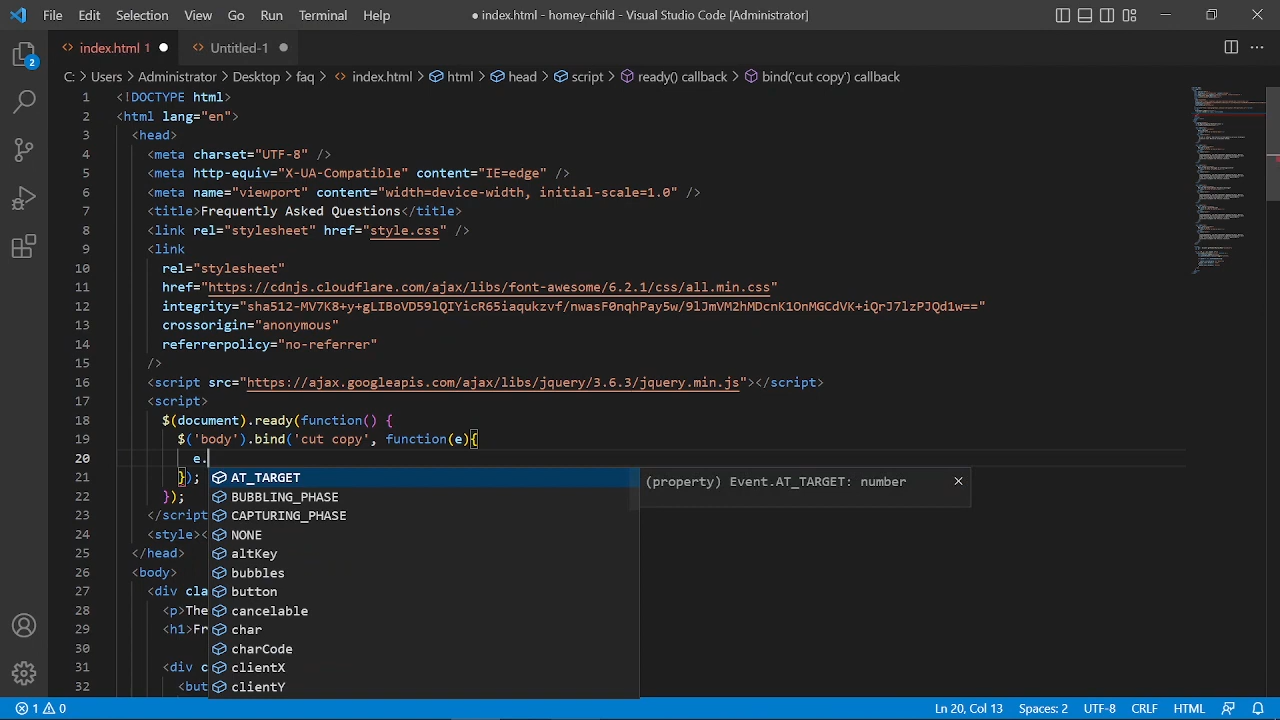 File Edit Selection View Go Run Terminal Help ● index.html - homey-child - Visual Studio Code [Administrator]
index.html 1 Untitled-1
C: > Users > Administrator > Desktop > faq > index.html > html > head > script > ready() callback > bind('cut copy') callback
1 <!DOCTYPE html>
2 <html lang="en">
3 <head>
4 <meta charset="UTF-8" />
5 <meta http-equiv="X-UA-Compatible" content="IE=edge" />
6 <meta name="viewport" content="width=device-width, initial-scale=1.0" />
7 <title>Frequently Asked Questions</title>
8 <link rel="stylesheet" href="style.css" />
9 <link
10 rel="stylesheet"
11 href="https://cdnjs.cloudflare.com/ajax/libs/font-awesome/6.2.1/css/all.min.css"
12 integrity="sha512-MV7K8+y+gLIBoVD59lQIYicR65iaqukzvf/nwasF0nqhPay5w/9lJmVM2hMDcnK1OnMGCdVK+iQrJ7lzPJQd1w=="
13 crossorigin="anonymous"
14 referrerpolicy="no-referrer"
15 />
16 <script src="https://ajax.googleapis.com/ajax/libs/jquery/3.6.3/jquery.min.js"></script>
17 <script>
18 $(document).ready(function() {
19 $('body').bind('cut copy', function(e){
20 e.
21 }); AT_TARGET (property) Event.AT_TARGET: number
22 }); BUBBLING_PHASE
23 </script CAPTURING_PHASE
24 <style>< NONE
25 </head> altKey
26 <body> bubbles
27 <div cla button
28 <p>The cancelable
29 <h1>Fr char
30 charCode
31 <div c clientX
32 <but clientY
2
1 0 Ln 20, Col 13 Spaces: 2 UTF-8 CRLF HTML